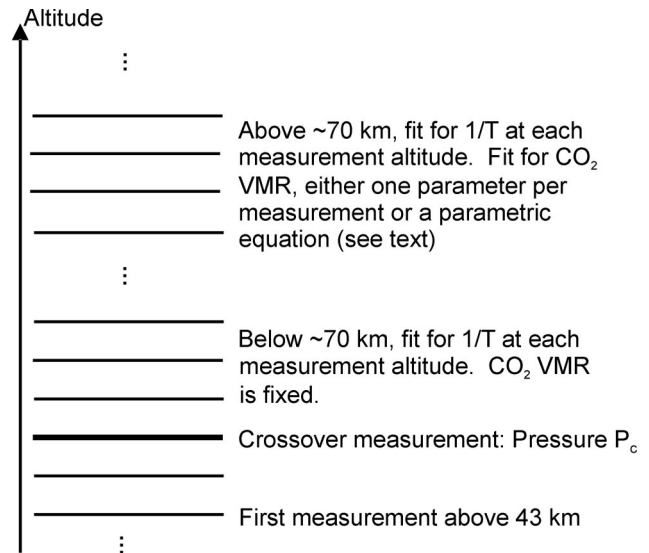 Altitude
⋮
Above ~70 km, fit for 1/T at each
measurement altitude.  Fit for CO₂
VMR, either one parameter per
measurement or a parametric
equation (see text)
⋮
Below ~70 km, fit for 1/T at each
measurement altitude.  CO₂ VMR
is fixed.
Crossover measurement: Pressure P꜀
First measurement above 43 km
⋮